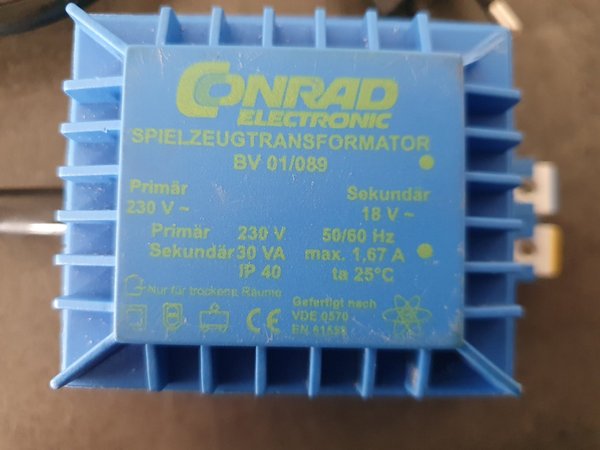 CONRAD
ELECTRONIC
SPIELZEUGTRANSFORMATOR
BV 01/089
Primär Sekundär
230 V ~ 18 V ~
Primär 230 V 50/60 Hz
Sekundär 30 VA max. 1,67 A
IP 40 ta 25°C
Nur für trockene Räume
CE Gefertigt nach
VDE 0570
EN 61558